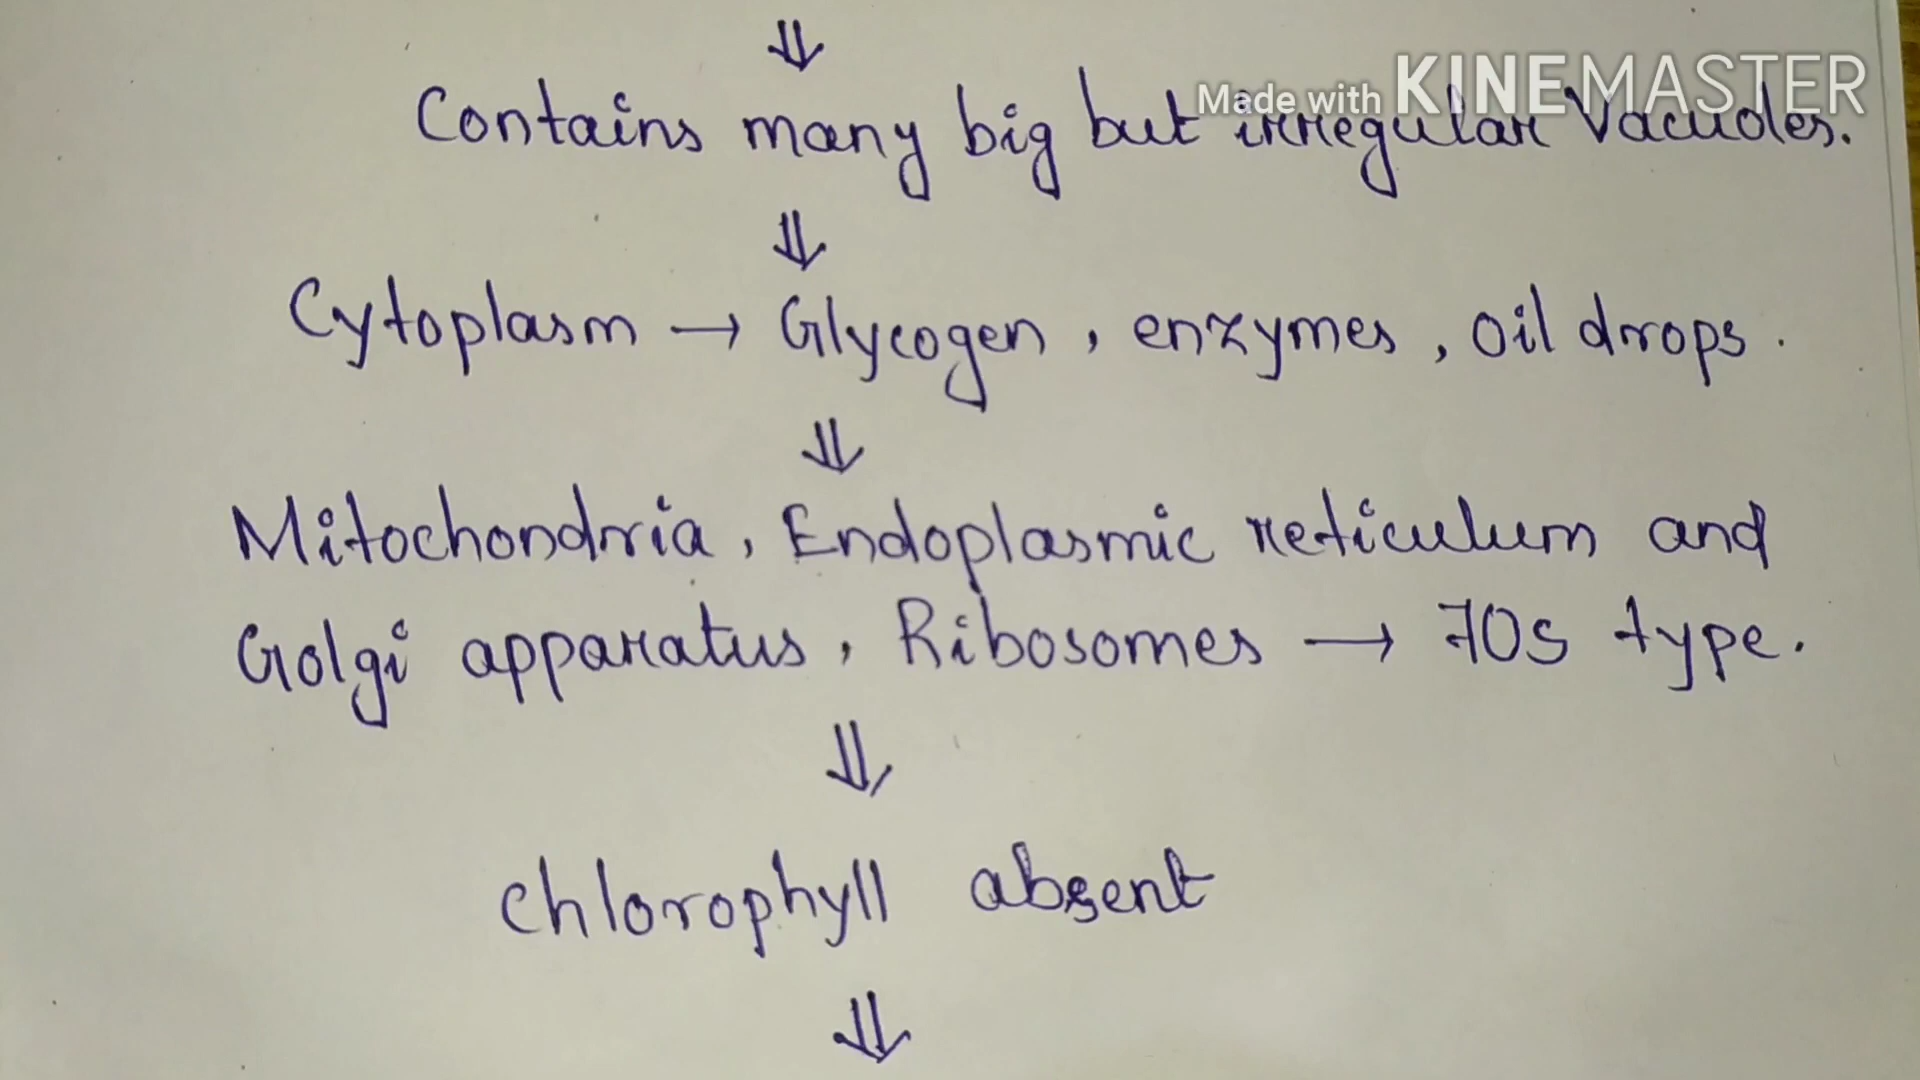 ⇓
Made with KINEMASTER
Contains many big but irregular Vacuoles.
⇓
Cytoplasm → Glycogen, enzymes, oil drops.
⇓
Mitochondria, Endoplasmic reticulum and
Golgi apparatus, Ribosomes → 70s type.
⇓
chlorophyll absent
⇓